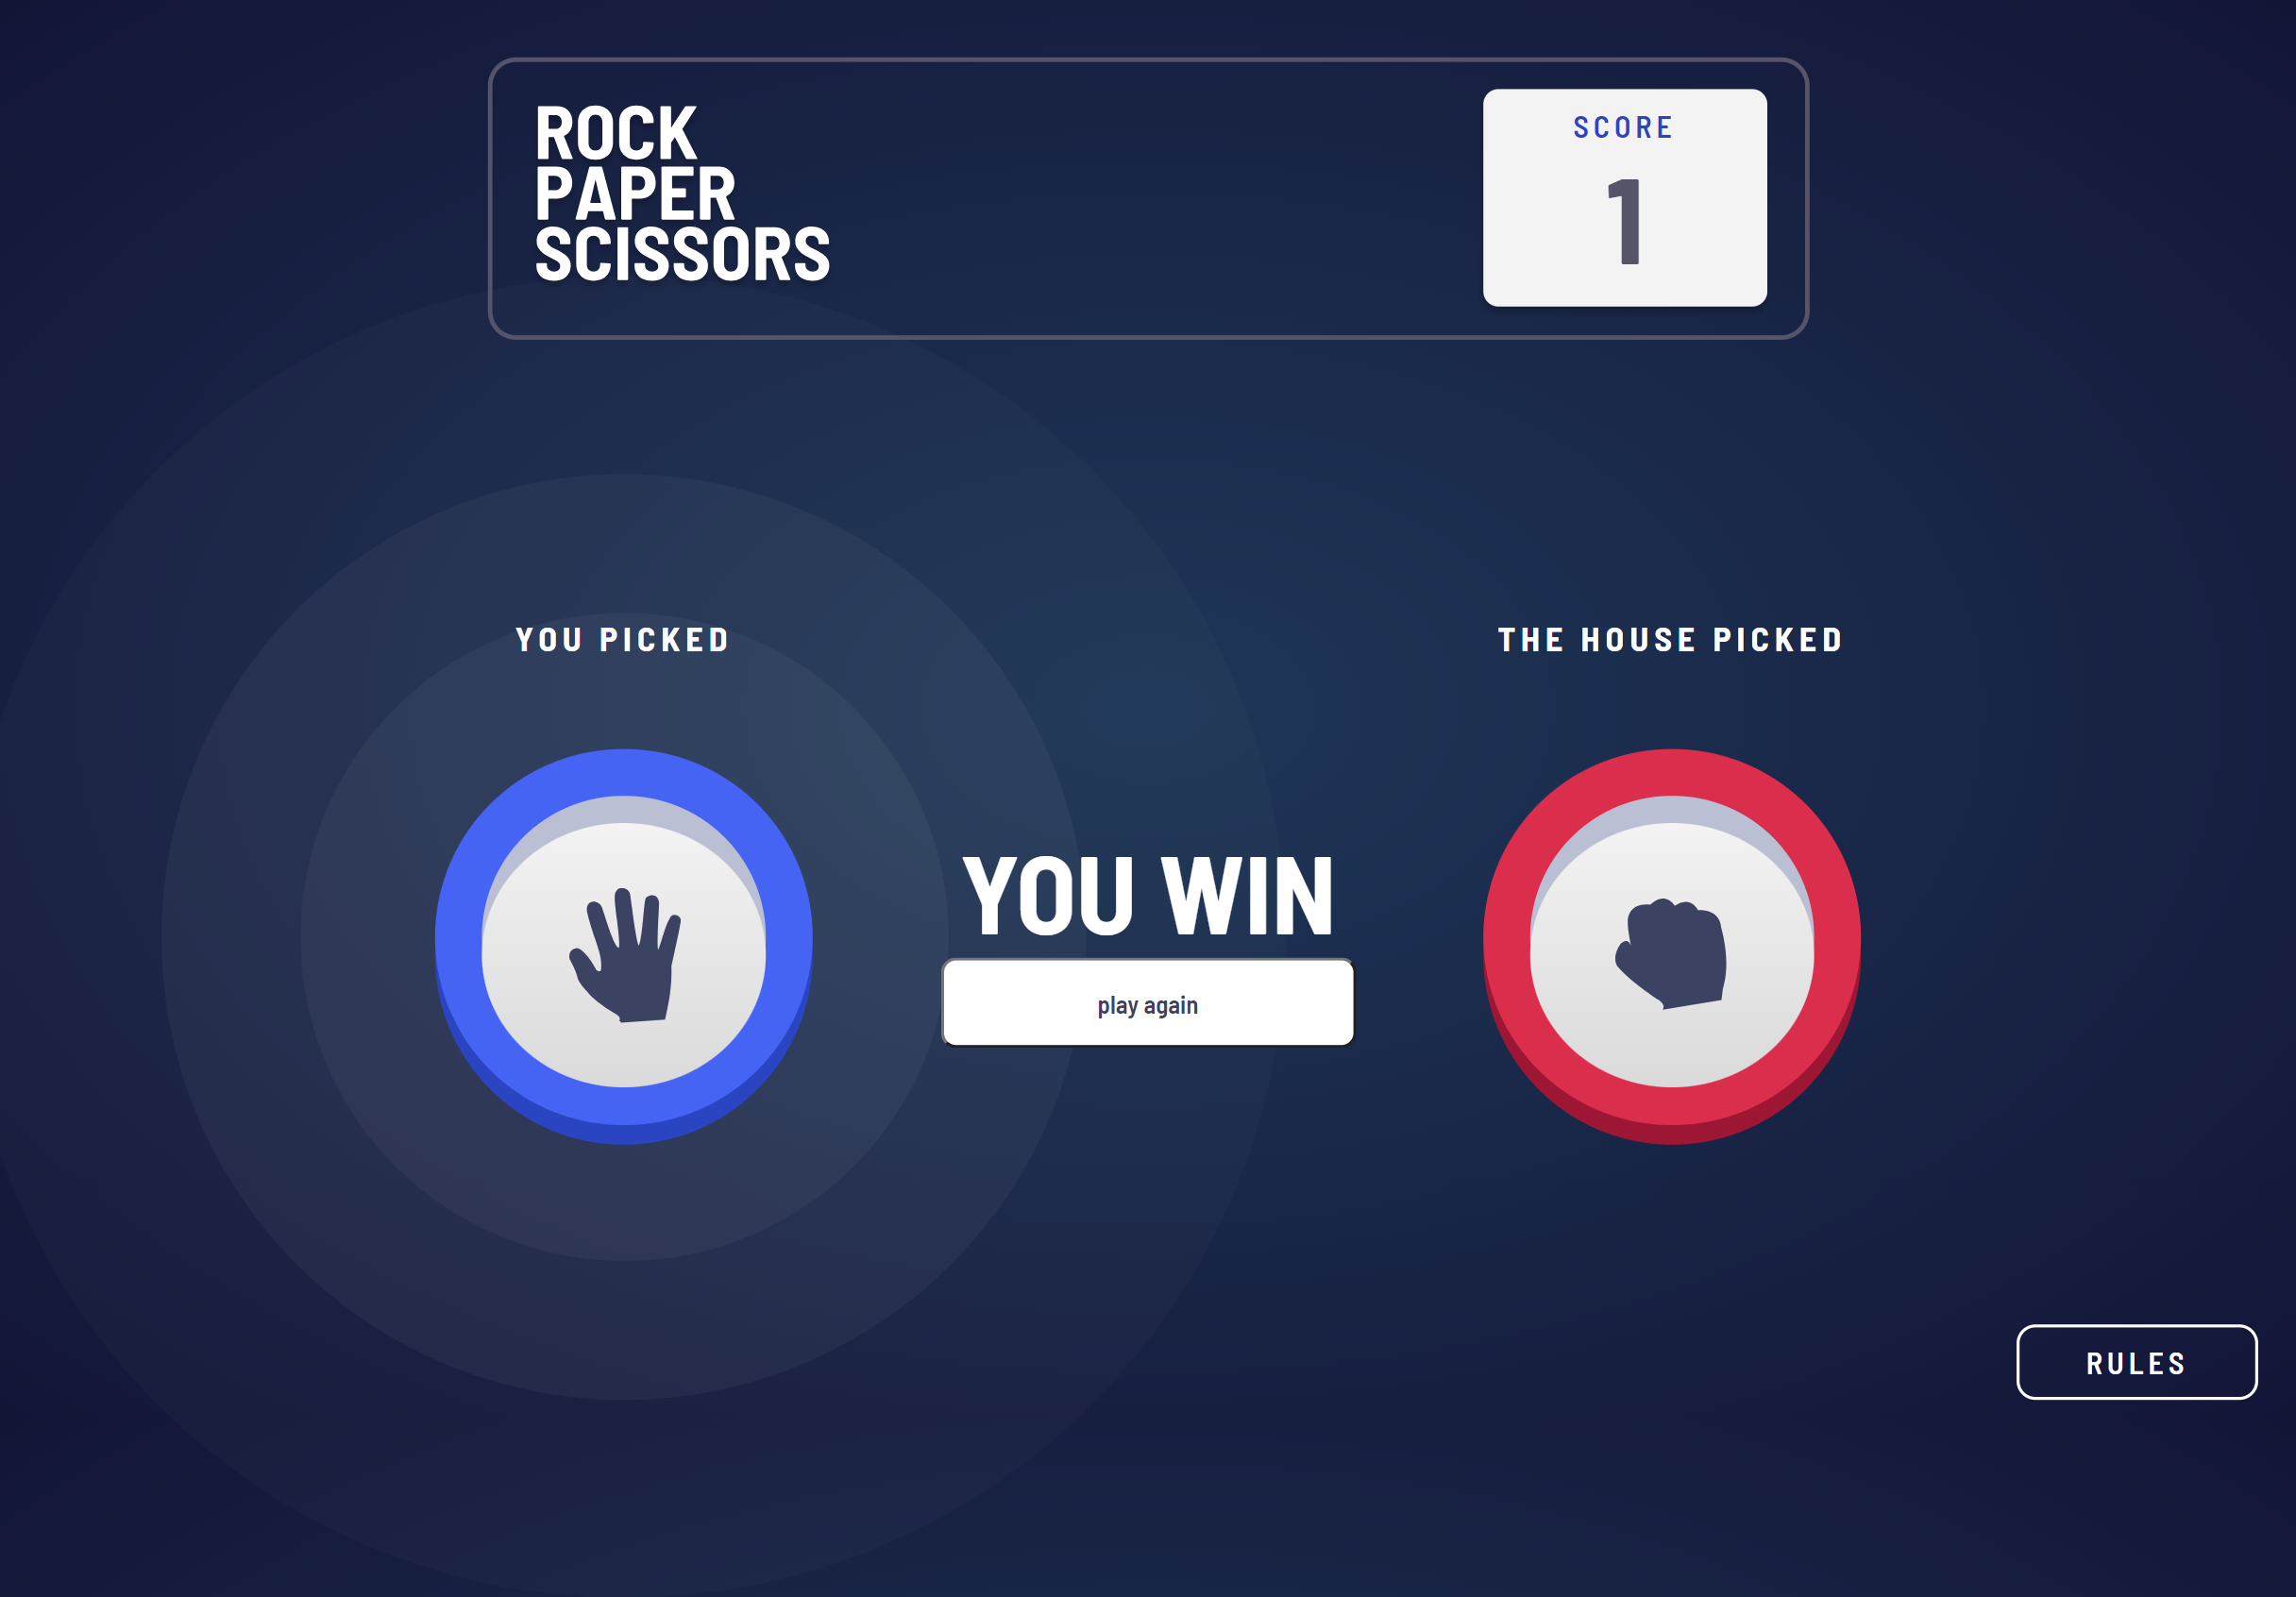 ROCK
PAPER
SCISSORS
SCORE
1
YOU PICKED
THE HOUSE PICKED
YOU WIN
play again
RULES